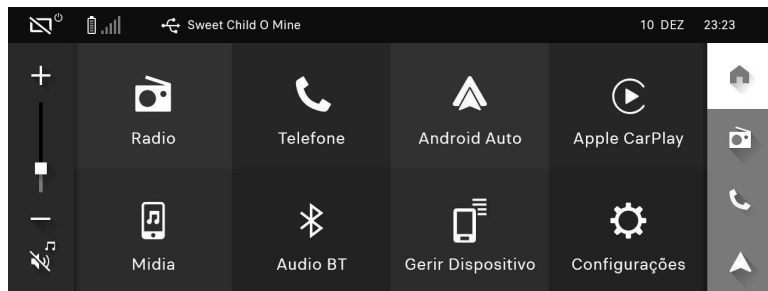 Sweet Child O Mine
10 DEZ 23:23
Radio
Telefone
Android Auto
Apple CarPlay
Midia
Audio BT
Gerir Dispositivo
Configurações